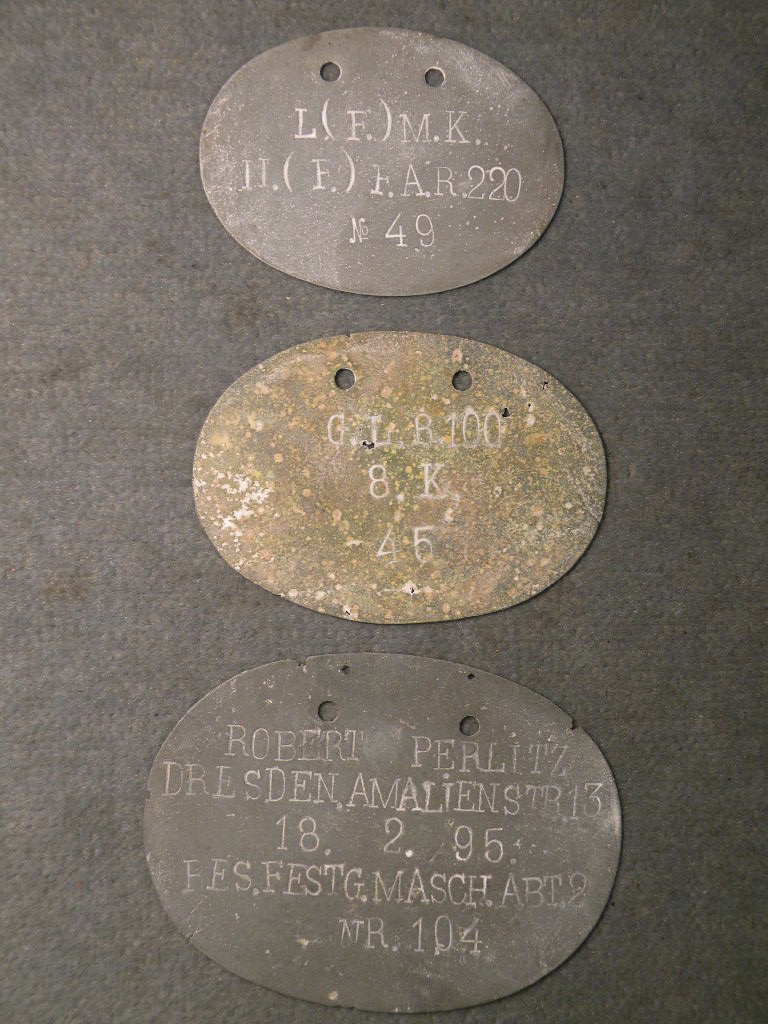 L(F.)M.K.
II.(F.) F.A.R.220
№ 49
G.L.R.100
8. K.
45
ROBERT PERLITZ
DRESDEN.AMALIENSTR.13
18. 2. 95.
RES.FESTG.MASCH.ABT.2
NR. 104